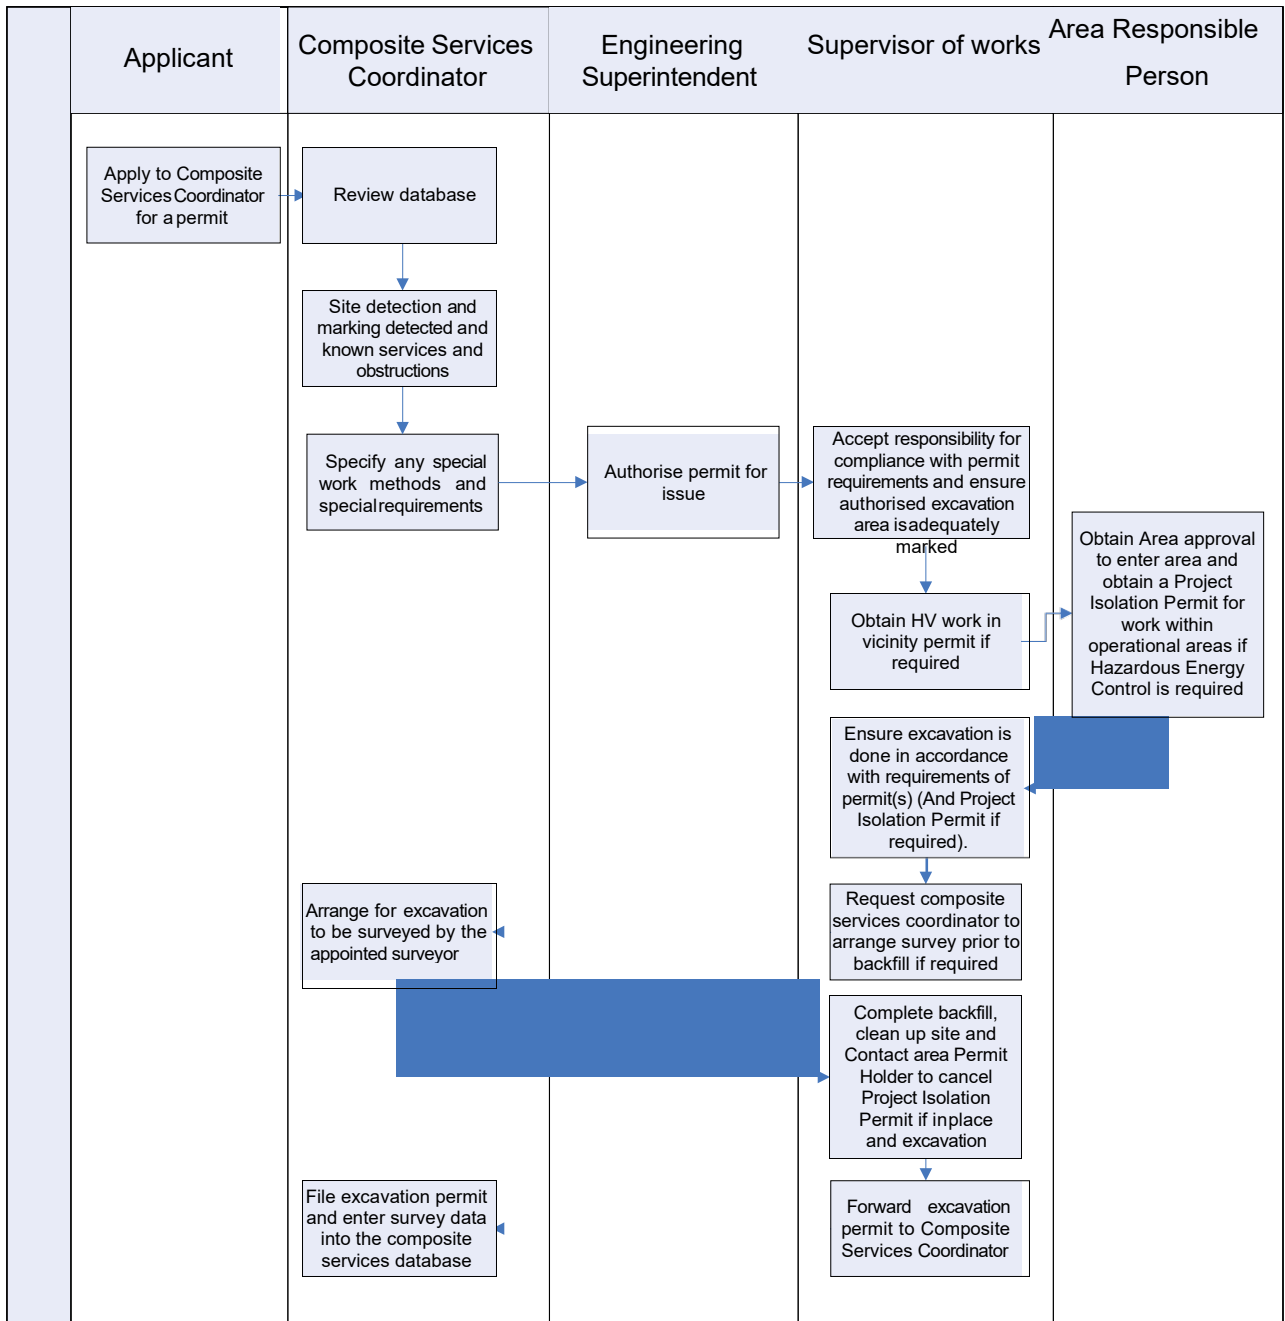 Applicant
Composite Services
Coordinator
Engineering
Superintendent
Supervisor of works
Area Responsible
Person
Apply to Composite
Services Coordinator
for a permit
Review database
Site detection and
marking detected and
known services and
obstructions
Specify any special
work methods and
special requirements
Authorise permit for
issue
Accept responsibility for
compliance with permit
requirements and ensure
authorised excavation
area isadequately
marked
Obtain HV work in
vicinity permit if
required
Obtain Area approval
to enter area and
obtain a Project
Isolation Permit for
work within
operational areas if
Hazardous Energy
Control is required
Ensure excavation is
done in accordance
with requirements of
permit(s) (And Project
Isolation Permit if
required).
Request composite
services coordinator to
arrange survey prior to
backfill if required
Arrange for excavation
to be surveyed by the
appointed surveyor
Complete backfill,
clean up site and
Contact area Permit
Holder to cancel
Project Isolation
Permit if inplace
and excavation
Forward excavation
permit to Composite
Services Coordinator
File excavation permit
and enter survey data
into the composite
services database